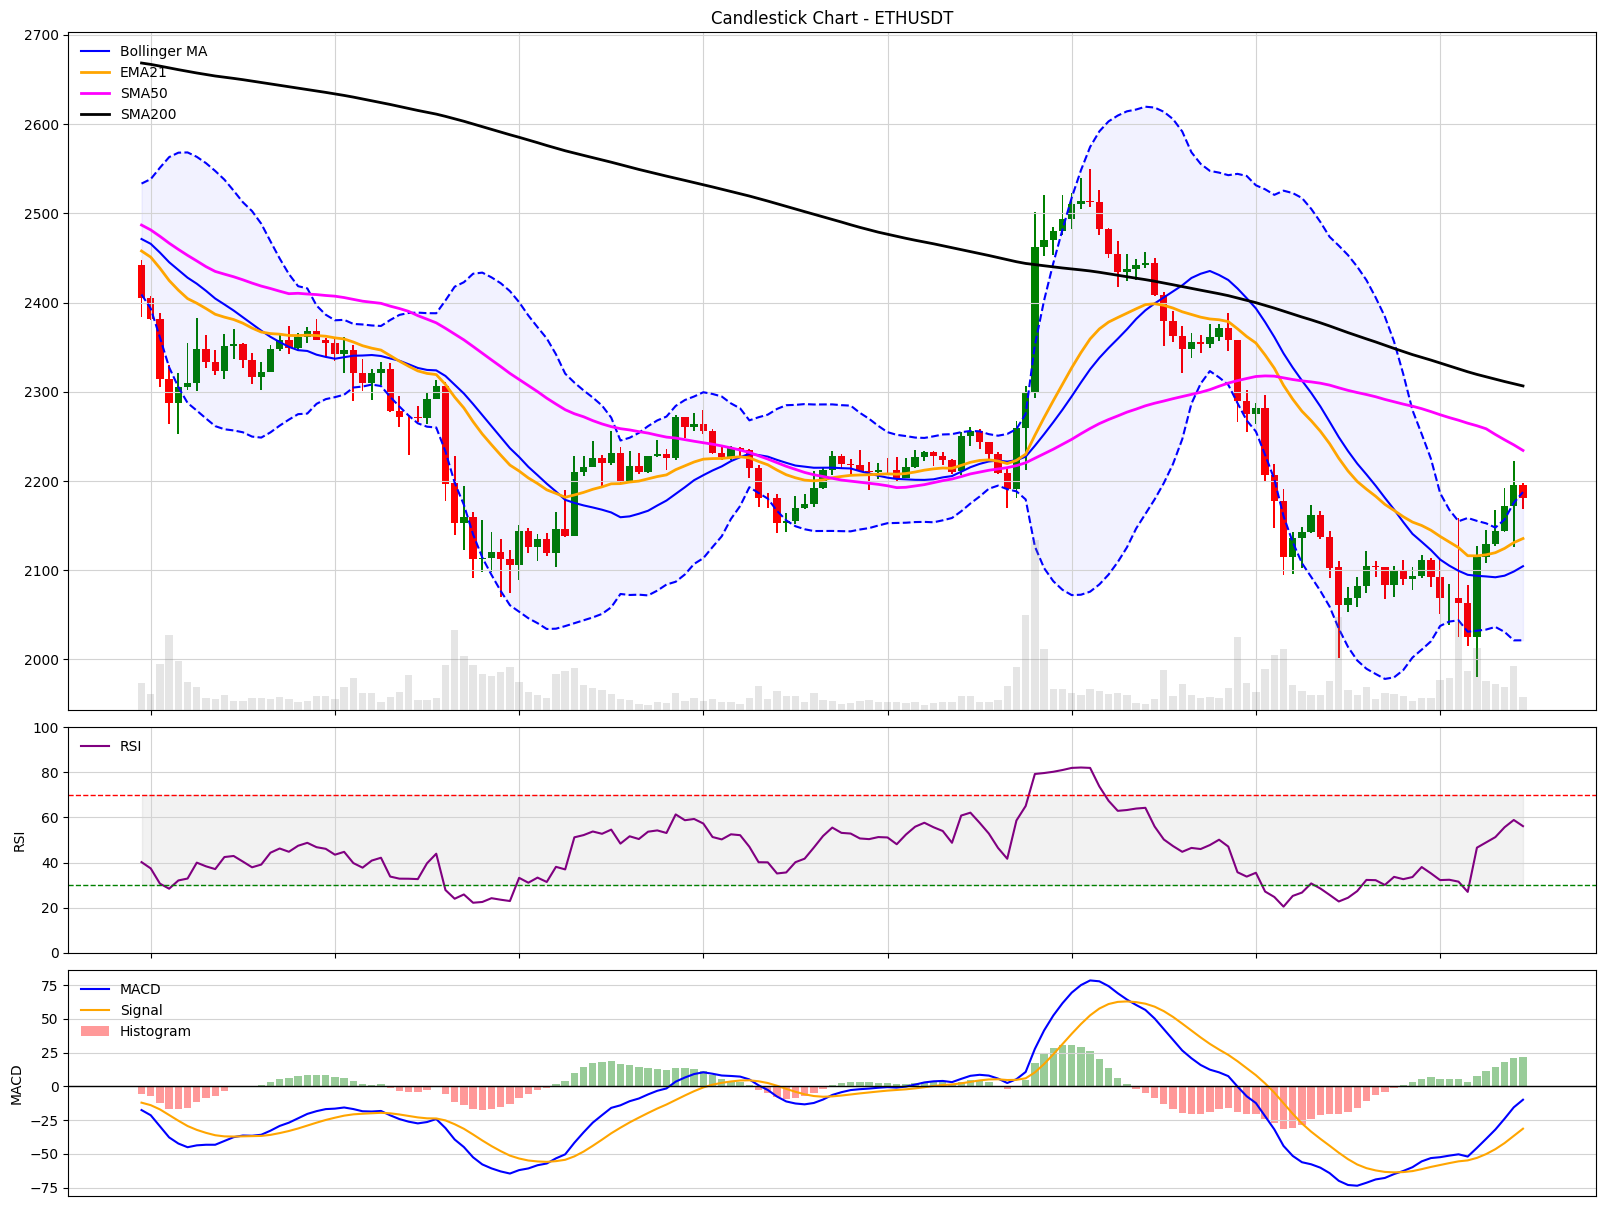 Candlestick Chart - ETHUSDT
2700
2600
2500
2400
2300
2200
2100
2000
Bollinger MA
EMA21
SMA50
SMA200
100
80
60
40
20
0
RSI
RSI
75
50
25
0
−25
−50
−75
MACD
MACD
Signal
Histogram